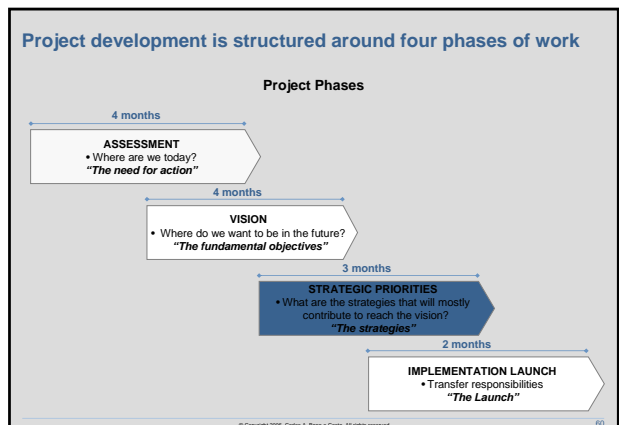 Project development is structured around four phases of work
Project Phases
4 months
ASSESSMENT
• Where are we today?
“The need for action”
4 months
VISION
• Where do we want to be in the future?
“The fundamental objectives”
3 months
STRATEGIC PRIORITIES
• What are the strategies that will mostly
contribute to reach the vision?
“The strategies”
2 months
IMPLEMENTATION LAUNCH
• Transfer responsibilities
“The Launch”
60